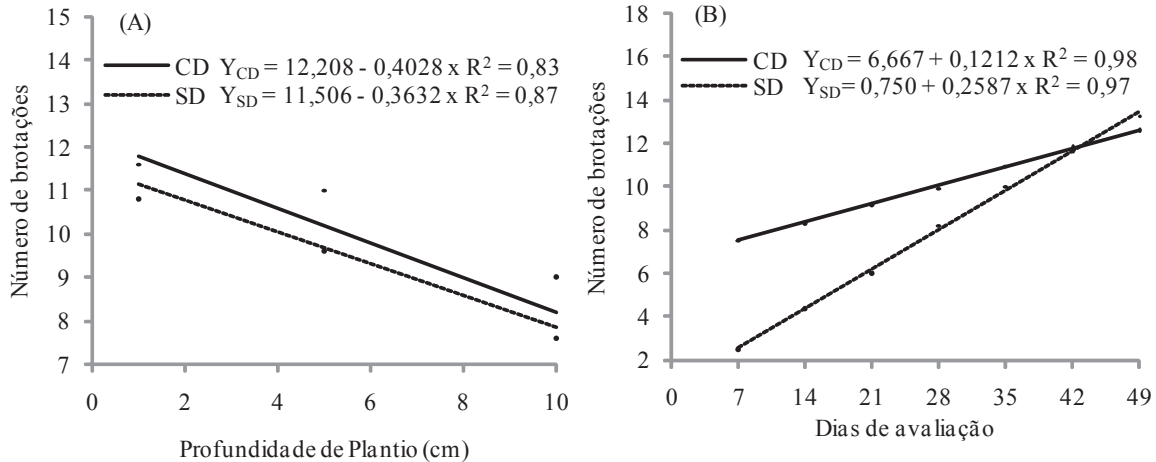 (A)
CD Y_CD = 12,208 - 0,4028 x R² = 0,83
SD Y_SD = 11,506 - 0,3632 x R² = 0,87
15
14
13
12
11
10
9
8
7
0 2 4 6 8 10
Número de brotações
Profundidade de Plantio (cm)
(B)
CD Y_CD = 6,667 + 0,1212 x R² = 0,98
SD Y_SD= 0,750 + 0,2587 x R² = 0,97
18
16
14
12
10
8
6
4
2
0 7 14 21 28 35 42 49
Número de brotações
Dias de avaliação